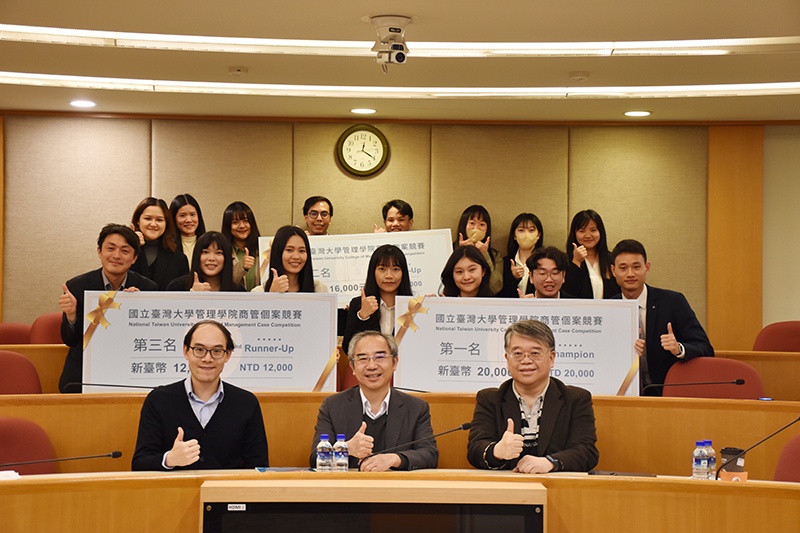 臺灣大學管理學院商管個案競賽
二名
-Up
16,000
國立臺灣大學管理學院商管個案競賽
National Taiwan University Management Case Competition
第三名 Runner-Up
新臺幣 12, NTD 12,000
國立臺灣大學管理學院商管個案競賽
National Taiwan University Case Competition
第一名 hampion
新臺幣 20,00 NTD 20,000
HDMI